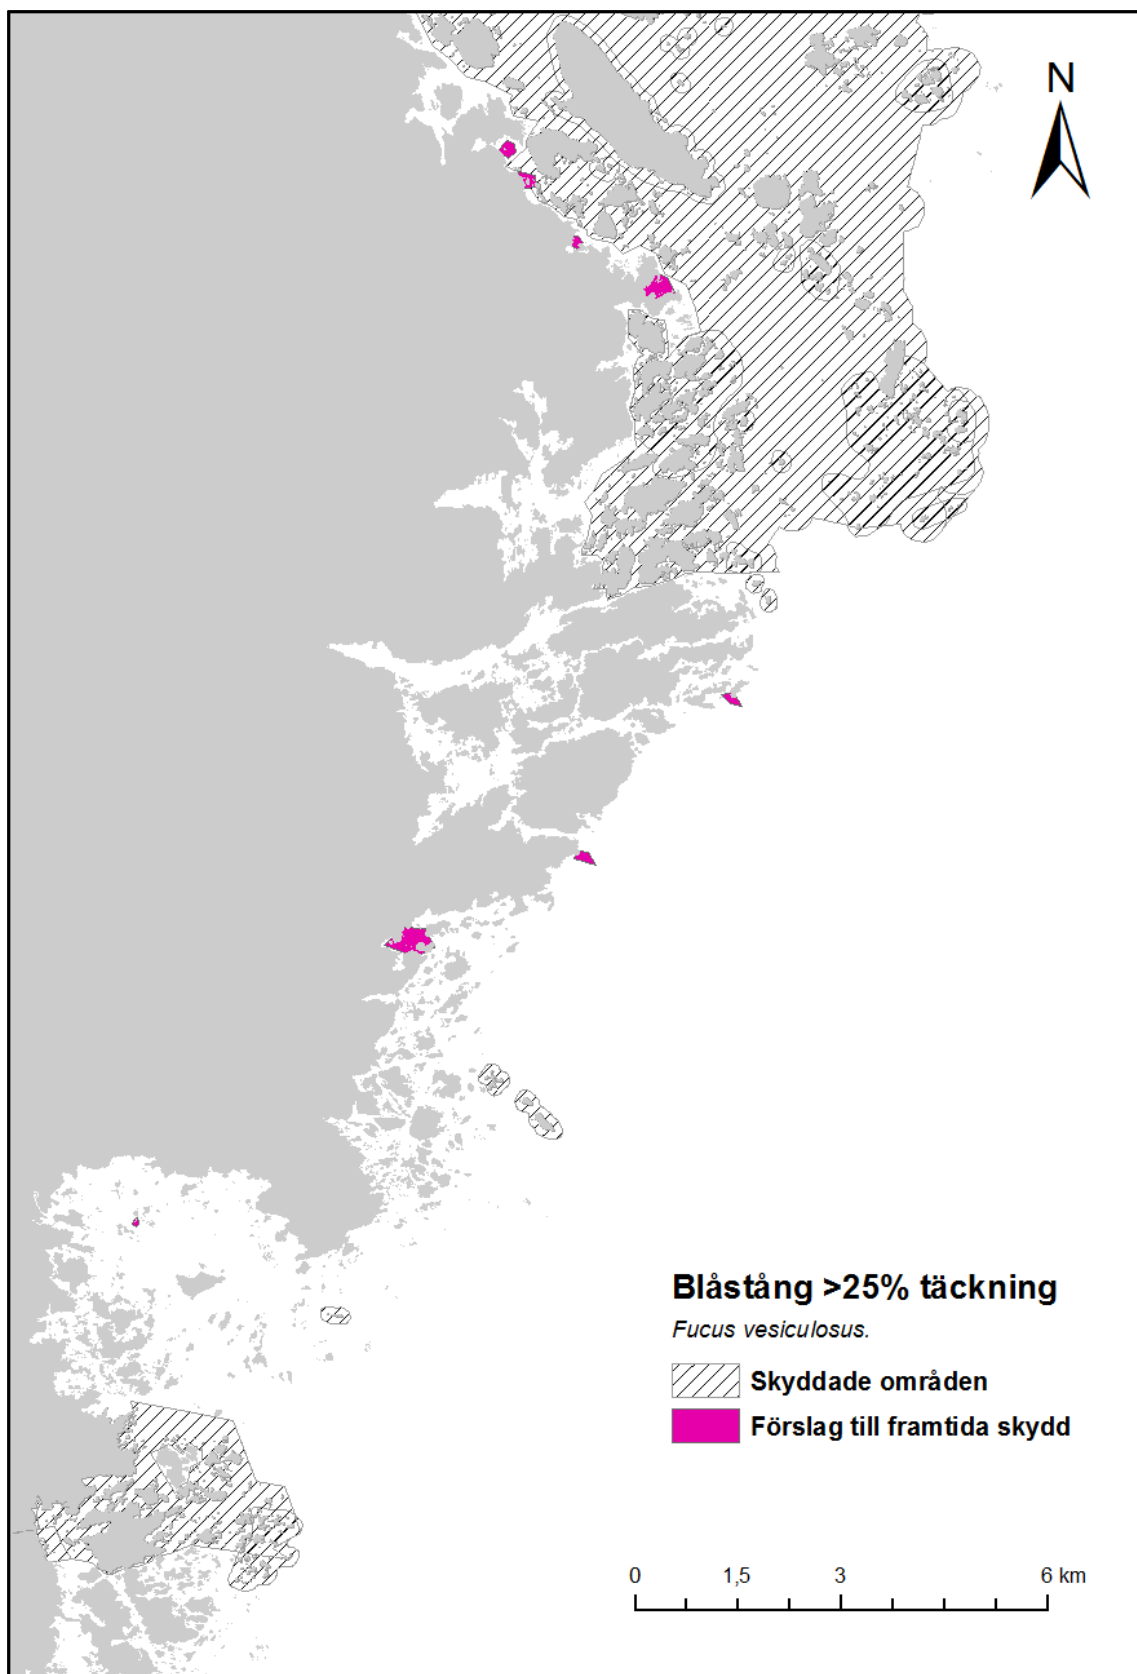 N
Blåstång >25% täckning
Fucus vesiculosus.
Skyddade områden
Förslag till framtida skydd
0 1,5 3 6 km